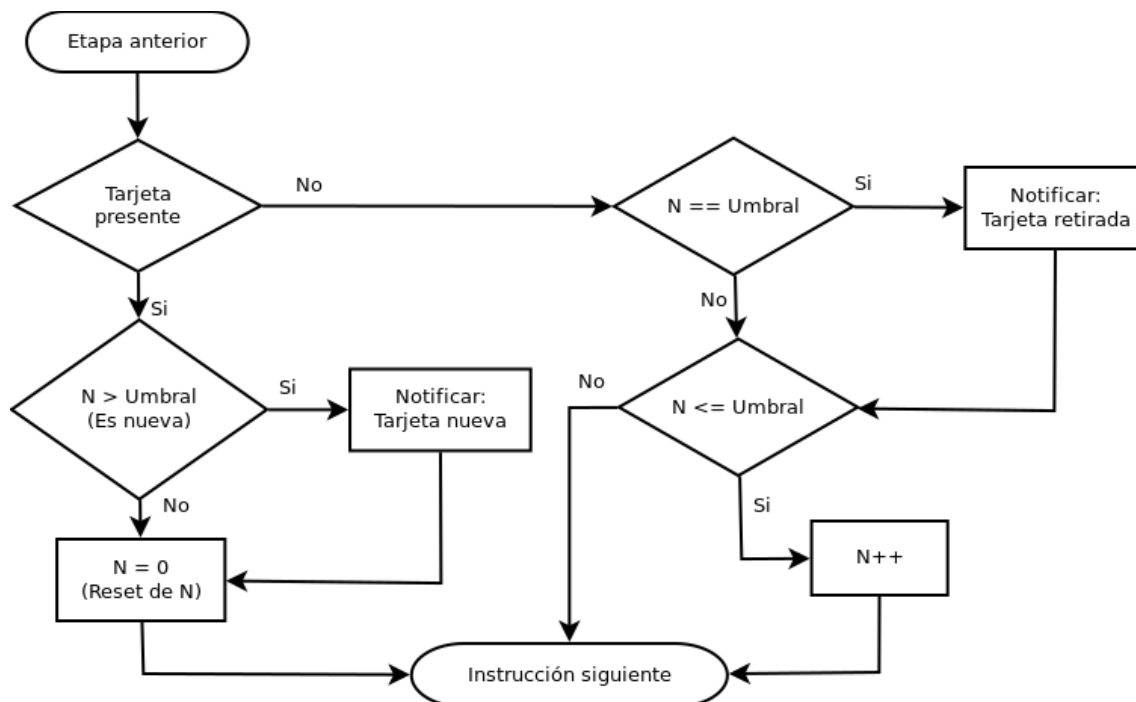 Etapa anterior
Tarjeta
presente
No
N == Umbral
Si
Notificar:
Tarjeta retirada
Si
No
N > Umbral
(Es nueva)
Si
Notificar:
Tarjeta nueva
No
N <= Umbral
No
Si
N = 0
(Reset de N)
N++
Instrucción siguiente